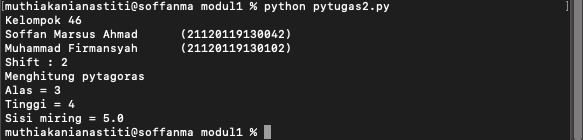 [muthiakanianastiti@soffanma modul1 % python pytugas2.py ]
Kelompok 46
Soffan Marsus Ahmad (21120119130042)
Muhammad Firmansyah (21120119130102)
Shift : 2
Menghitung pytagoras
Alas = 3
Tinggi = 4
Sisi miring = 5.0
muthiakanianastiti@soffanma modul1 %